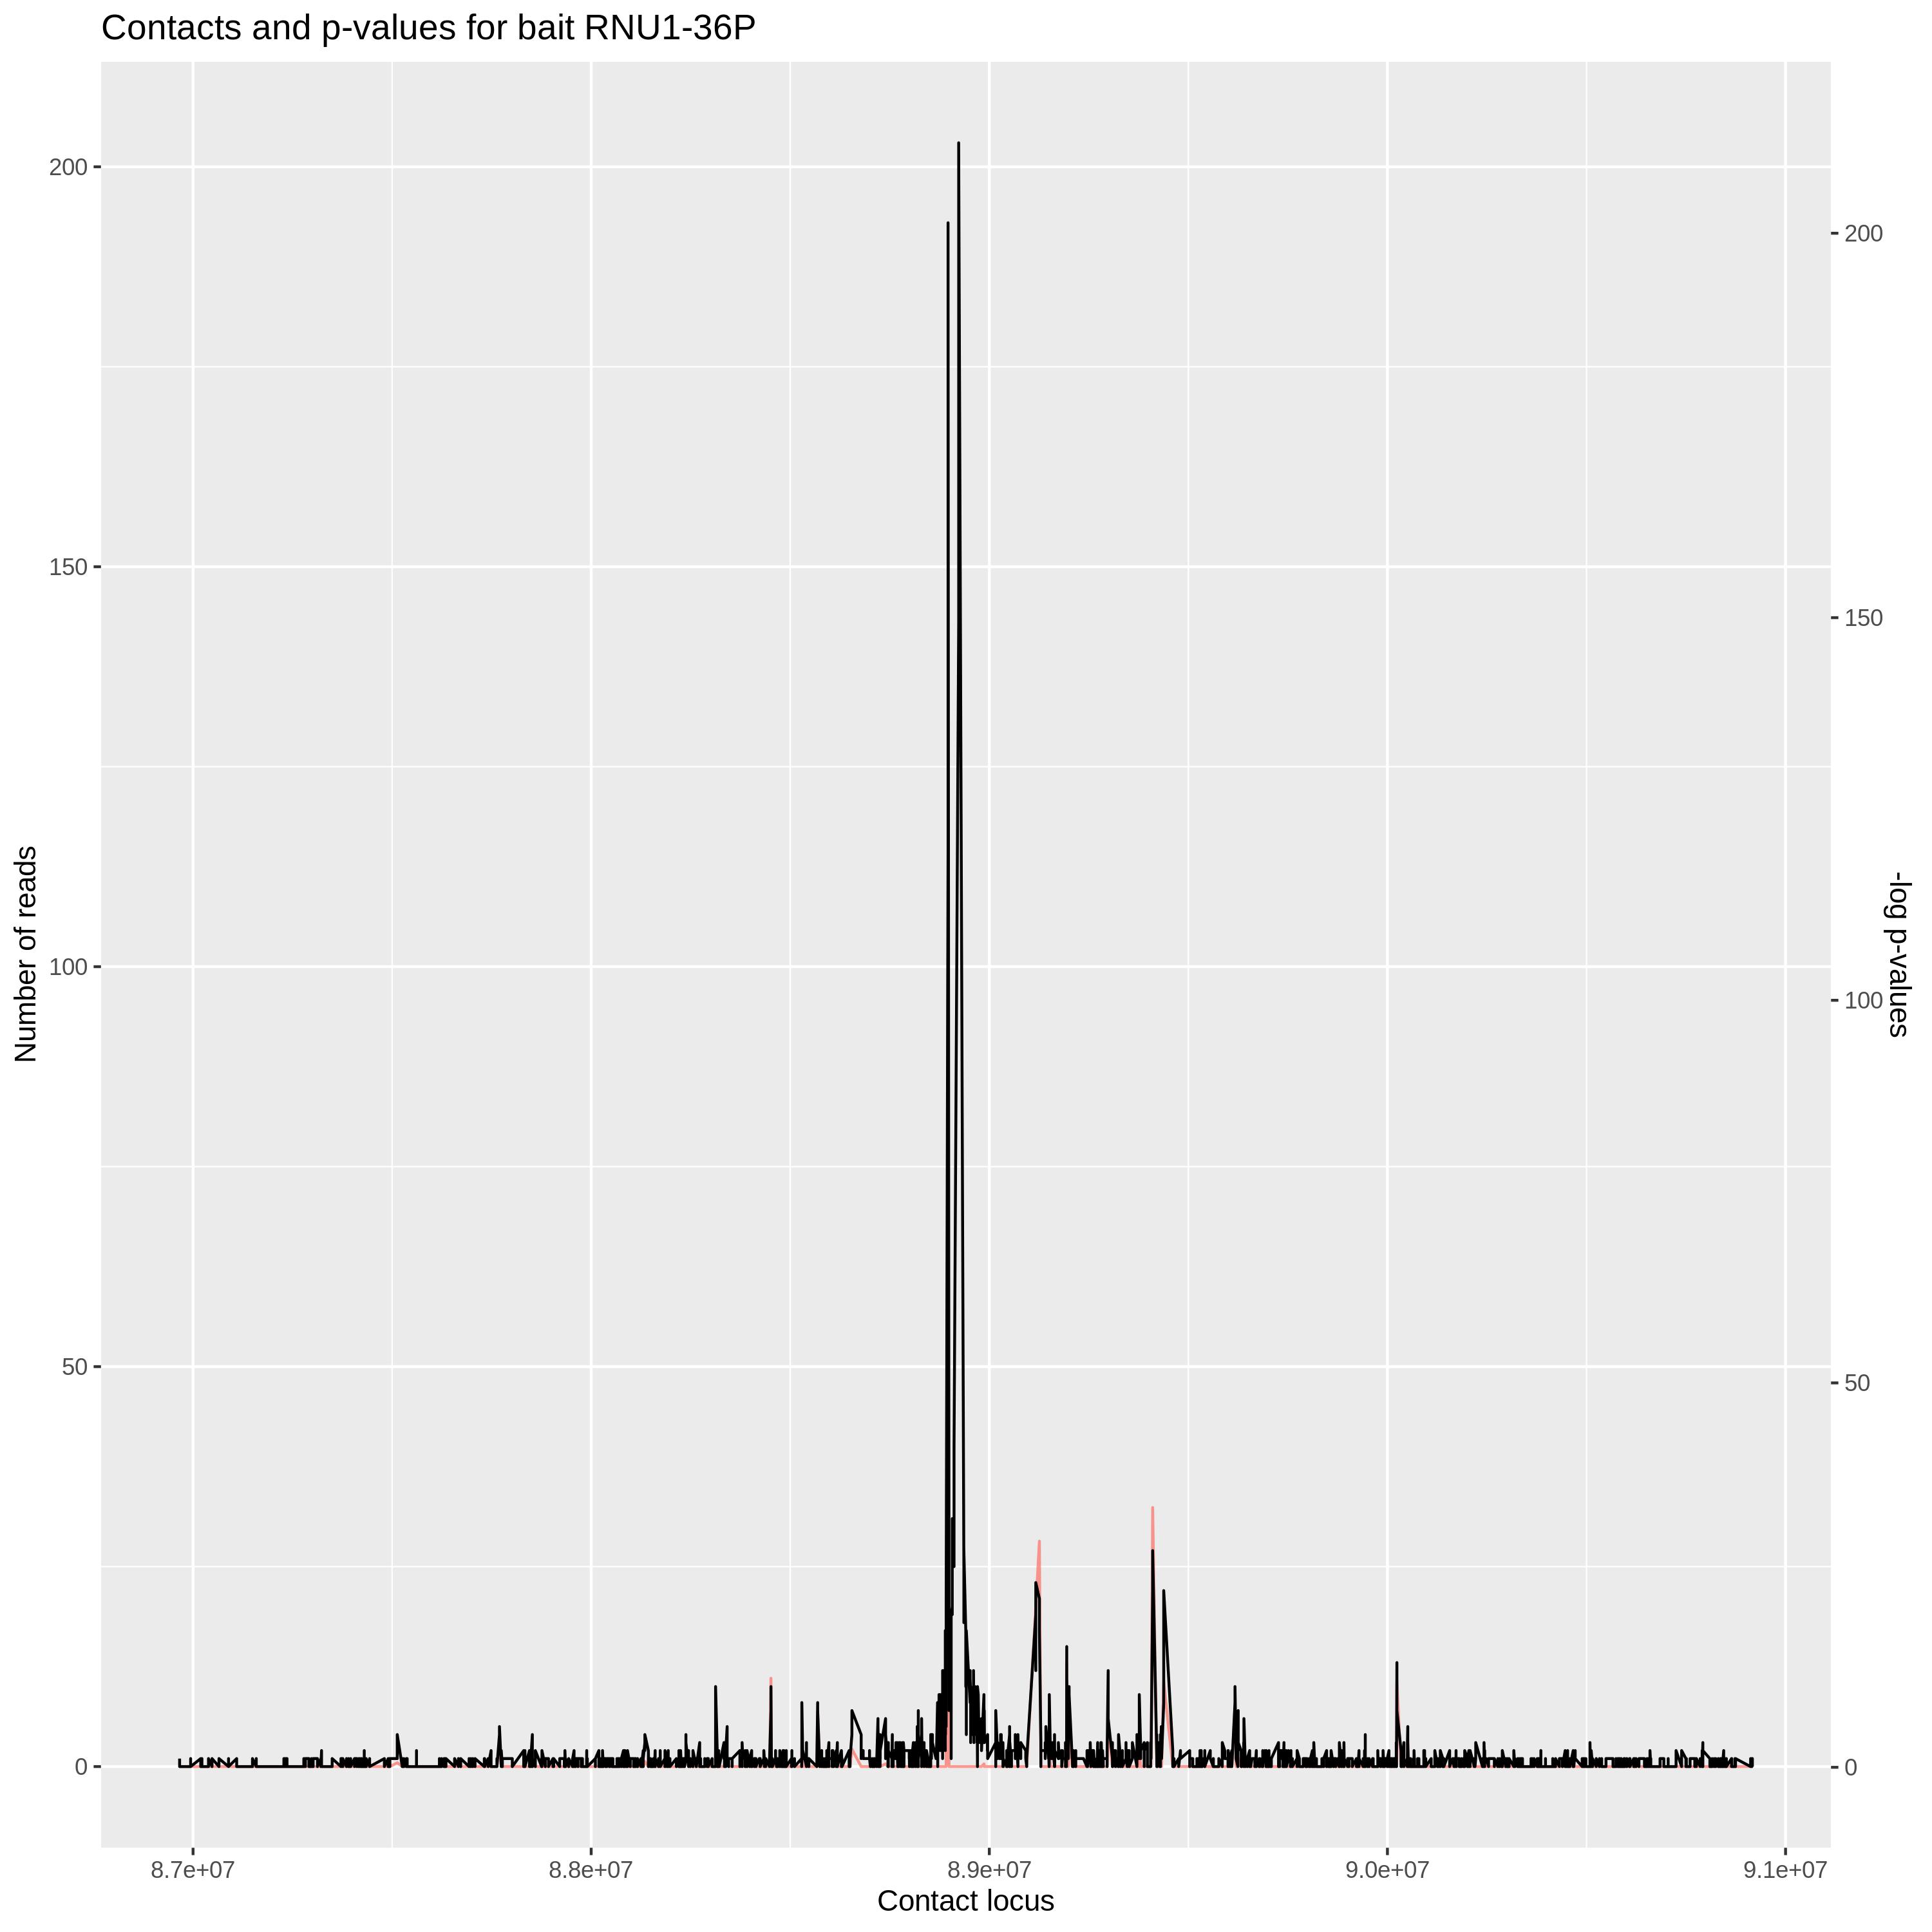 Contacts and p-values for bait RNU1-36P
200
150
100
50
0
Number of reads
200
150
100
50
0
-log p-values
8.7e+07 8.8e+07 8.9e+07 9.0e+07 9.1e+07
Contact locus